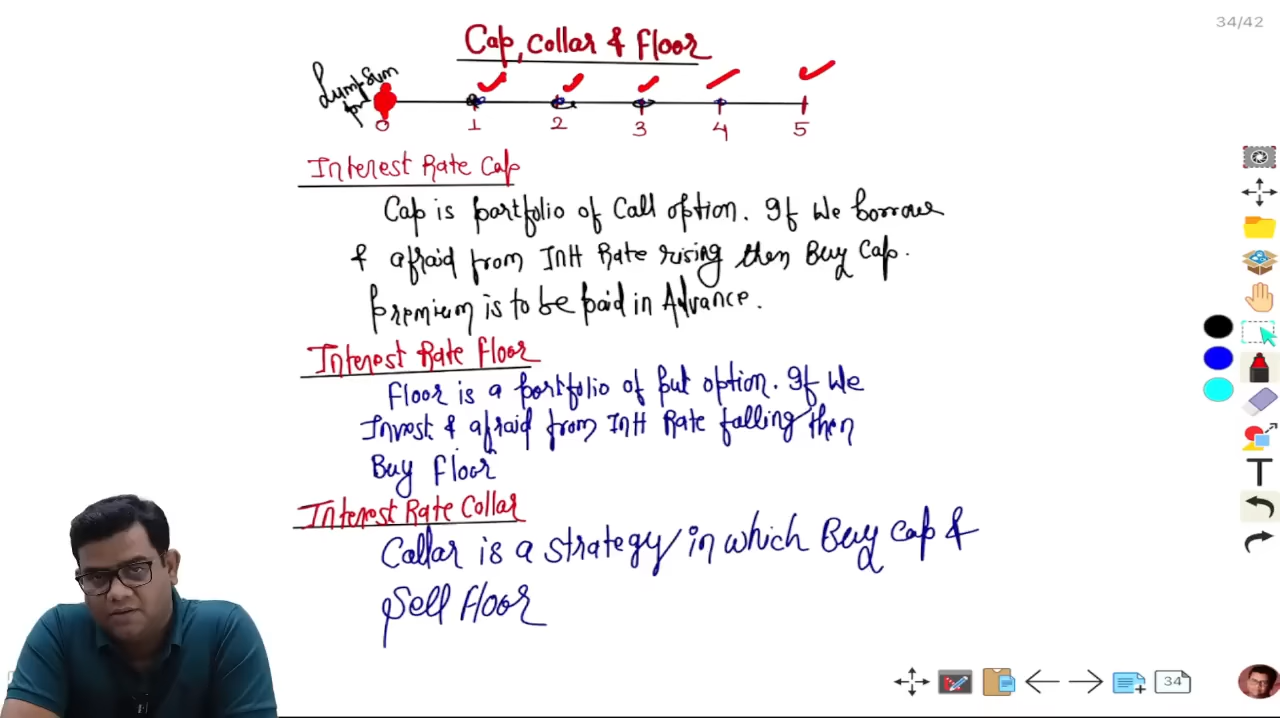 34/42
Cap, Collar & Floor
Lumpsum
0 1 2 3 4 5
Interest Rate Cap
Cap is portfolio of Call option. If We borrow
& afraid from Intt Rate rising then Buy Cap.
Premium is to be paid in Advance.
Interest Rate Floor
Floor is a portfolio of put option. If We
Invest & afraid from Intt Rate falling then
Buy Floor
Interest Rate Collar
Collar is a strategy in which Buy Cap &
Sell Floor
T
34